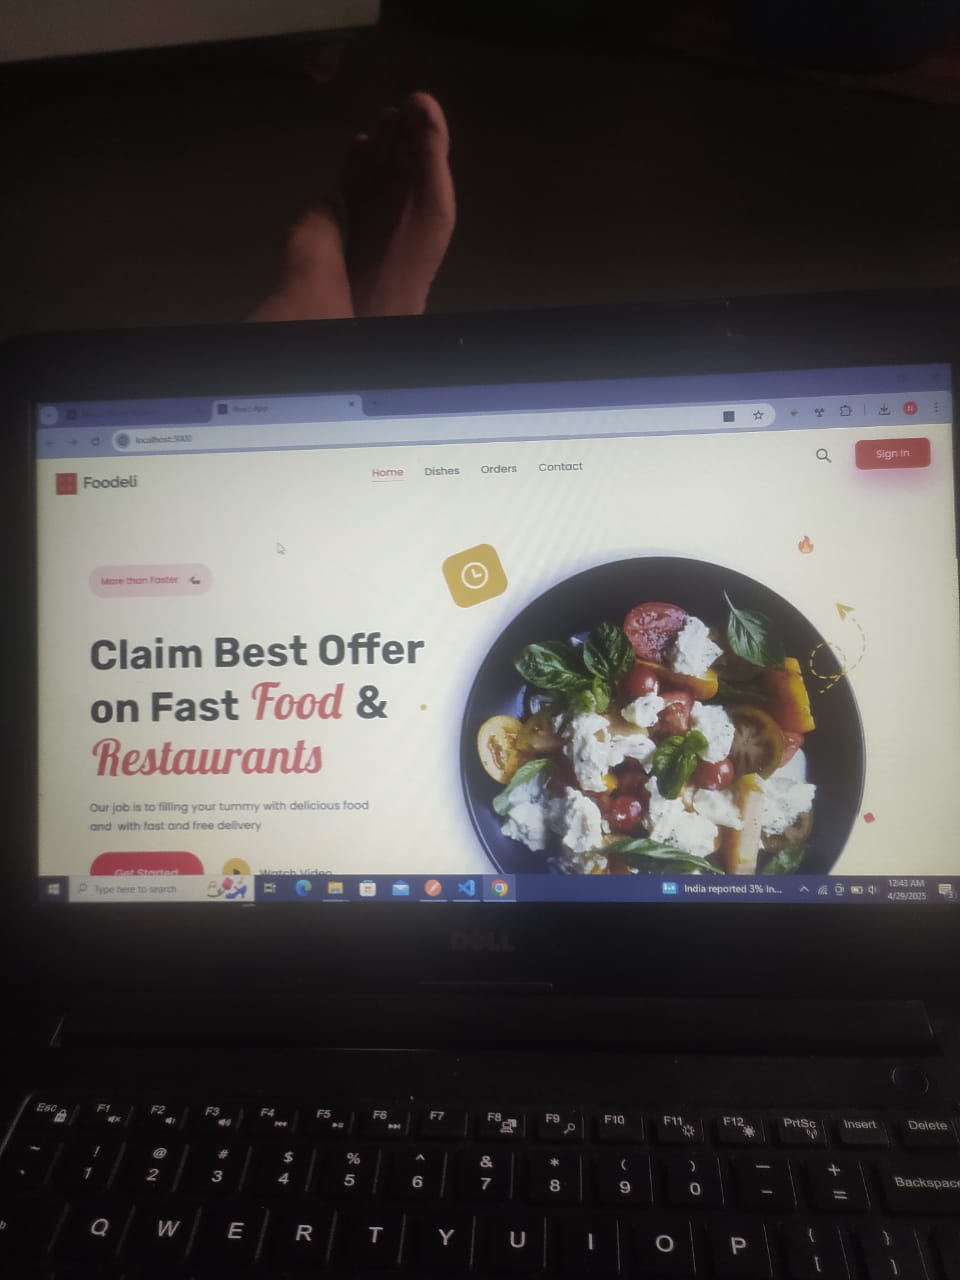 React App
localhost:3000
Foodeli
Home
Dishes
Orders
Contact
Sign In
More than Faster
Claim Best Offer
on Fast Food &
Restaurants
Our job is to filling your tummy with delicious food
and with fast and free delivery
Get Started
Watch Video
Type here to search
India reported 3% in...
12:43 AM
4/29/2025
DELL
Esc F1 F2 F3 F4 F5 F6 F7 F8 F9 F10 F11 F12 PrtSc Insert Delete
~ ! @ # $ % ^ & * ( ) — +
` 1 2 3 4 5 6 7 8 9 0 - = Backspace
Q W E R T Y U I O P { }
[ ]